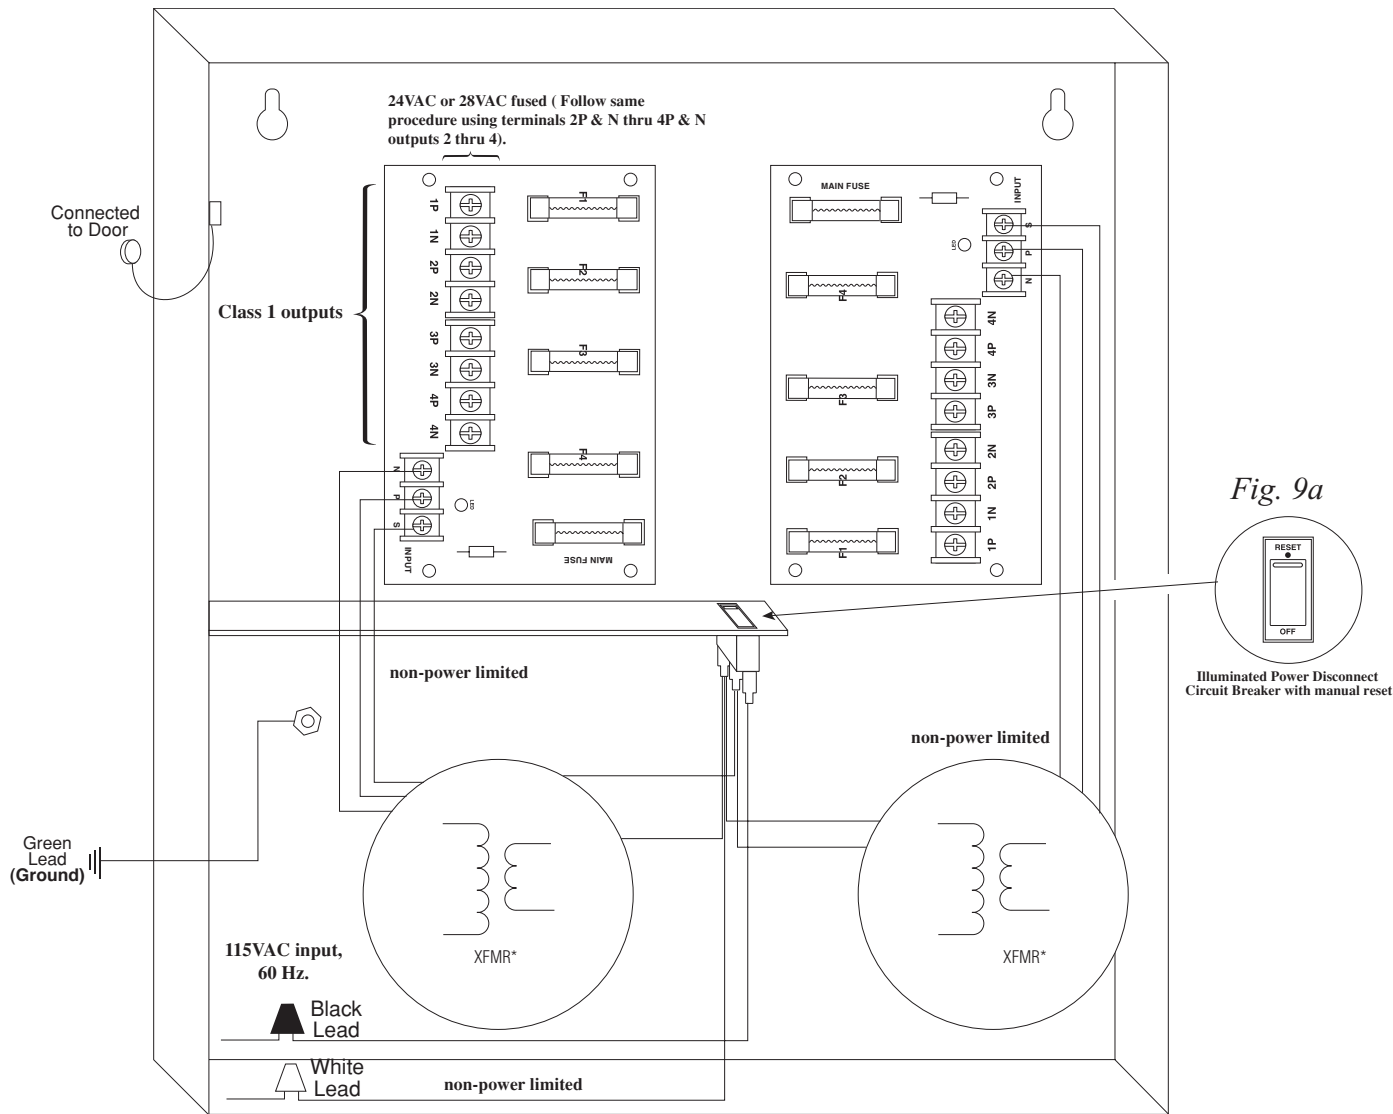 24VAC or 28VAC fused ( Follow same
procedure using terminals 2P & N thru 4P & N
outputs 2 thru 4).
Connected
to Door
Class 1 outputs
1P
1N
2P
2N
3P
3N
4P
4N
N
P
S
INPUT
LED
F1
F2
F3
F4
MAIN FUSE
MAIN FUSE
INPUT
S
P
N
LED
F4
F3
F2
F1
4N
4P
3N
3P
2N
2P
1N
1P
Fig. 9a
RESET
OFF
Illuminated Power Disconnect
Circuit Breaker with manual reset
non-power limited
non-power limited
Green
Lead
(Ground)
XFMR*
XFMR*
115VAC input,
60 Hz.
Black
Lead
White
Lead
non-power limited